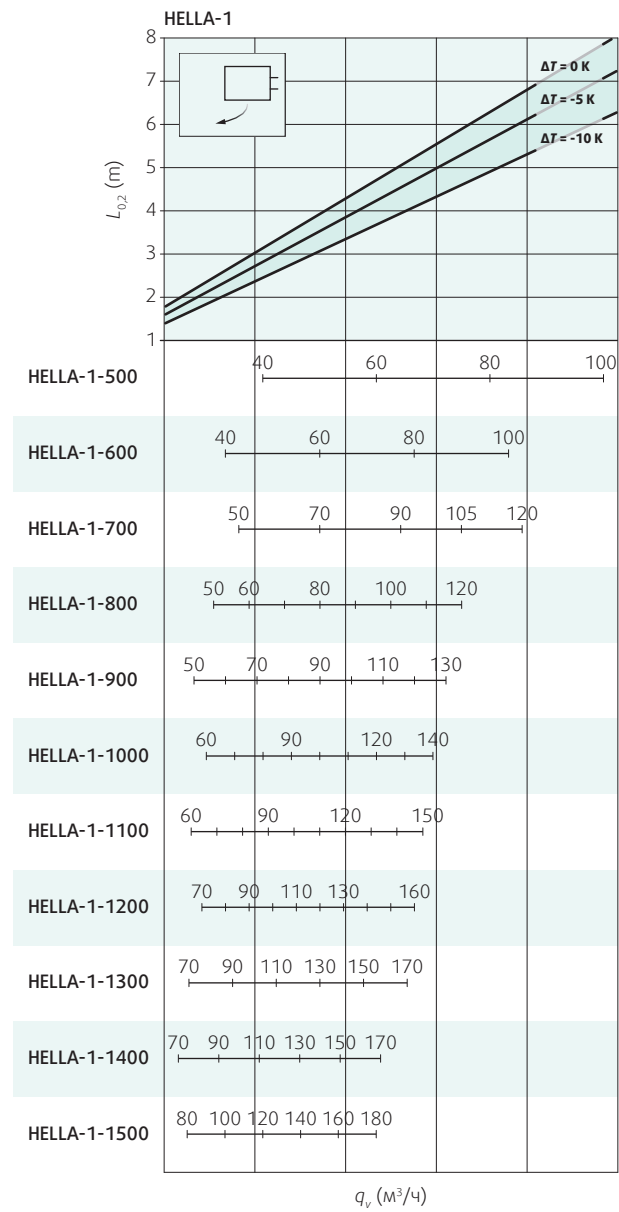 HELLA-1
8
7
6
5
4
3
2
1
L0,2 (m)
ΔT = 0 K
ΔT = -5 K
ΔT = -10 K
HELLA-1-500
40 60 80 100
HELLA-1-600
40 60 80 100
HELLA-1-700
50 70 90 105 120
HELLA-1-800
50 60 80 100 120
HELLA-1-900
50 70 90 110 130
HELLA-1-1000
60 90 120 140
HELLA-1-1100
60 90 120 150
HELLA-1-1200
70 90 110 130 160
HELLA-1-1300
70 90 110 130 150 170
HELLA-1-1400
70 90 110 130 150 170
HELLA-1-1500
80 100 120 140 160 180
qv (м³/ч)